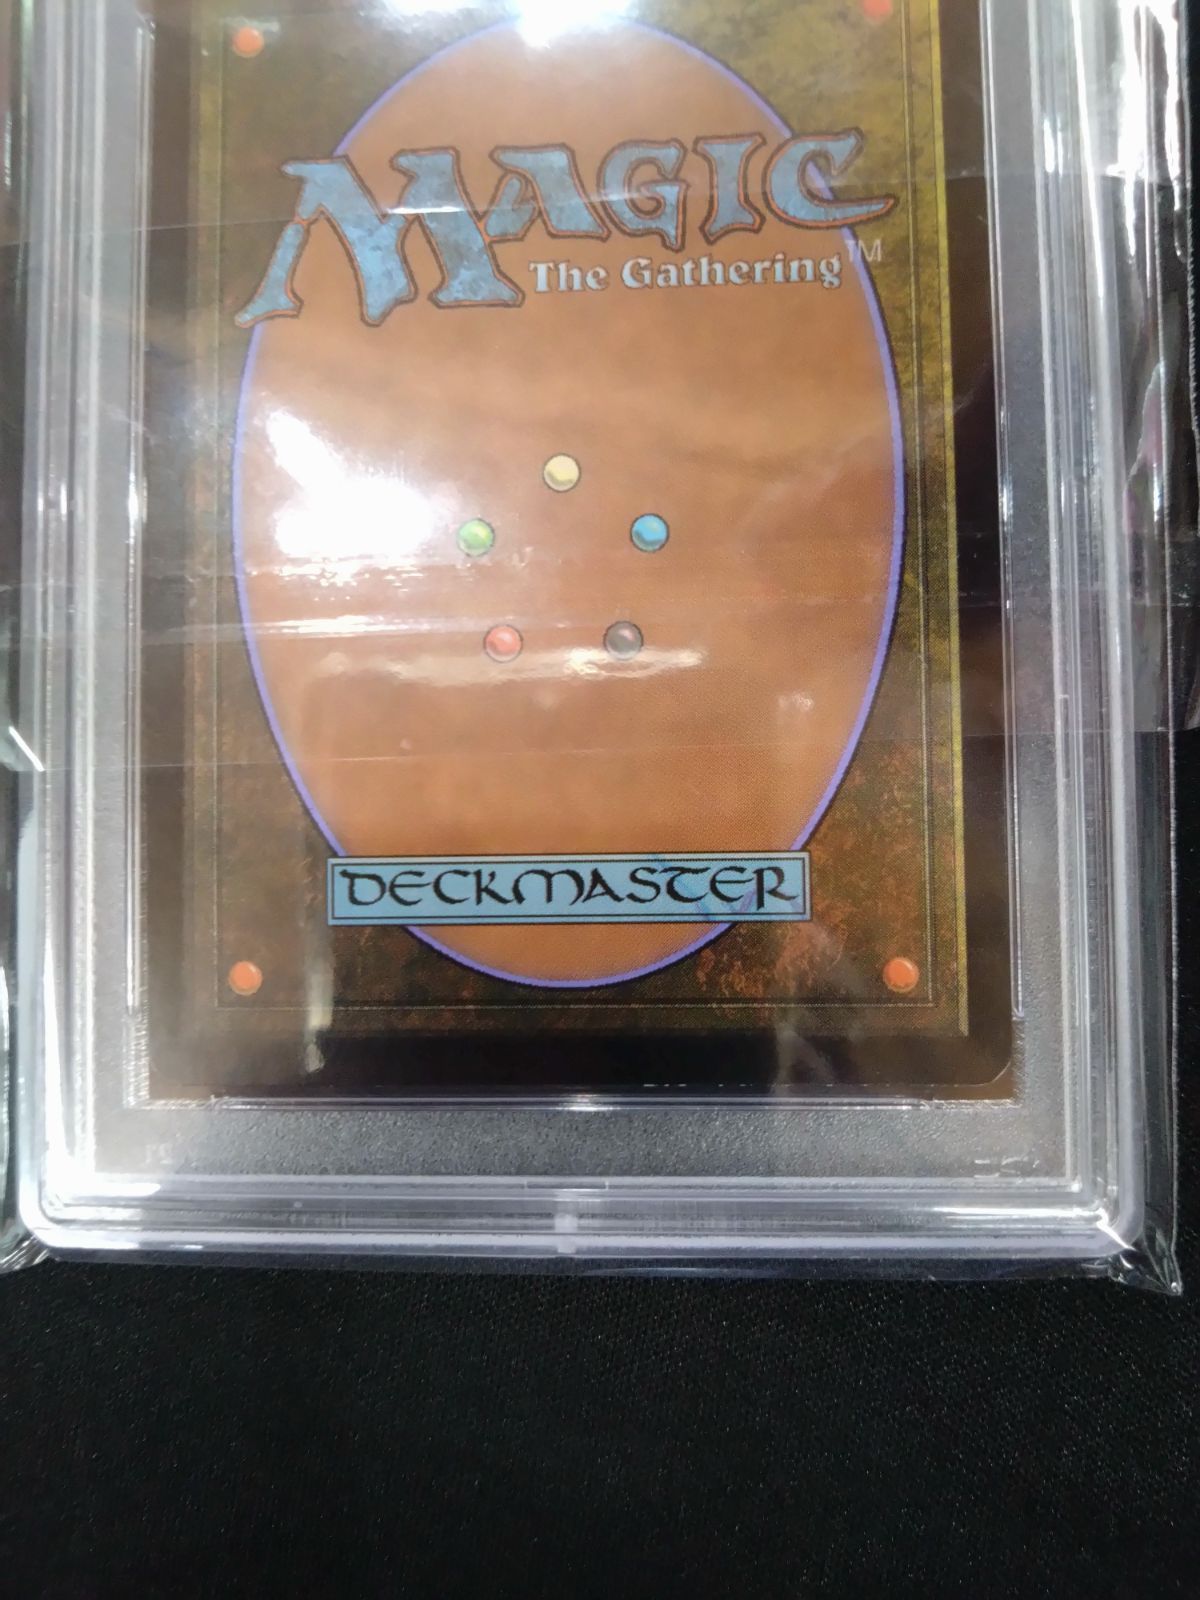 MAGIC
The Gathering™
DECKMASTER